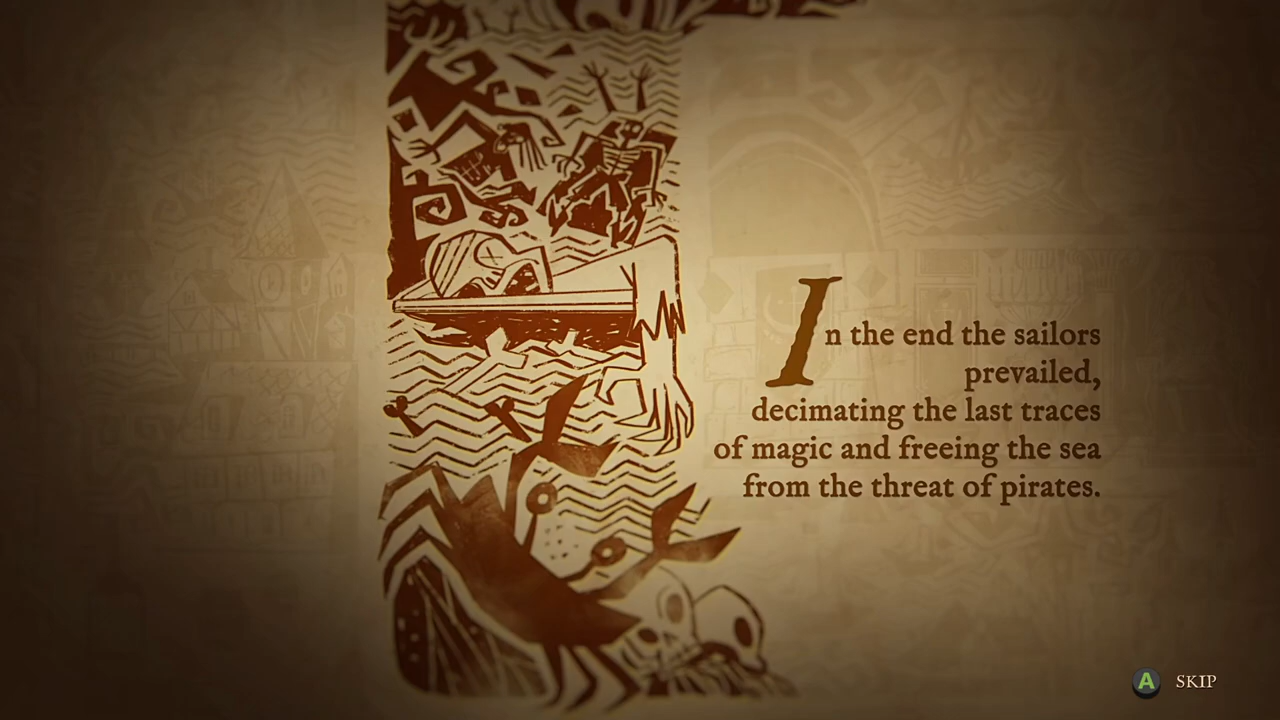 In the end the sailors
prevailed,
decimating the last traces
of magic and freeing the sea
from the threat of pirates.
A SKIP